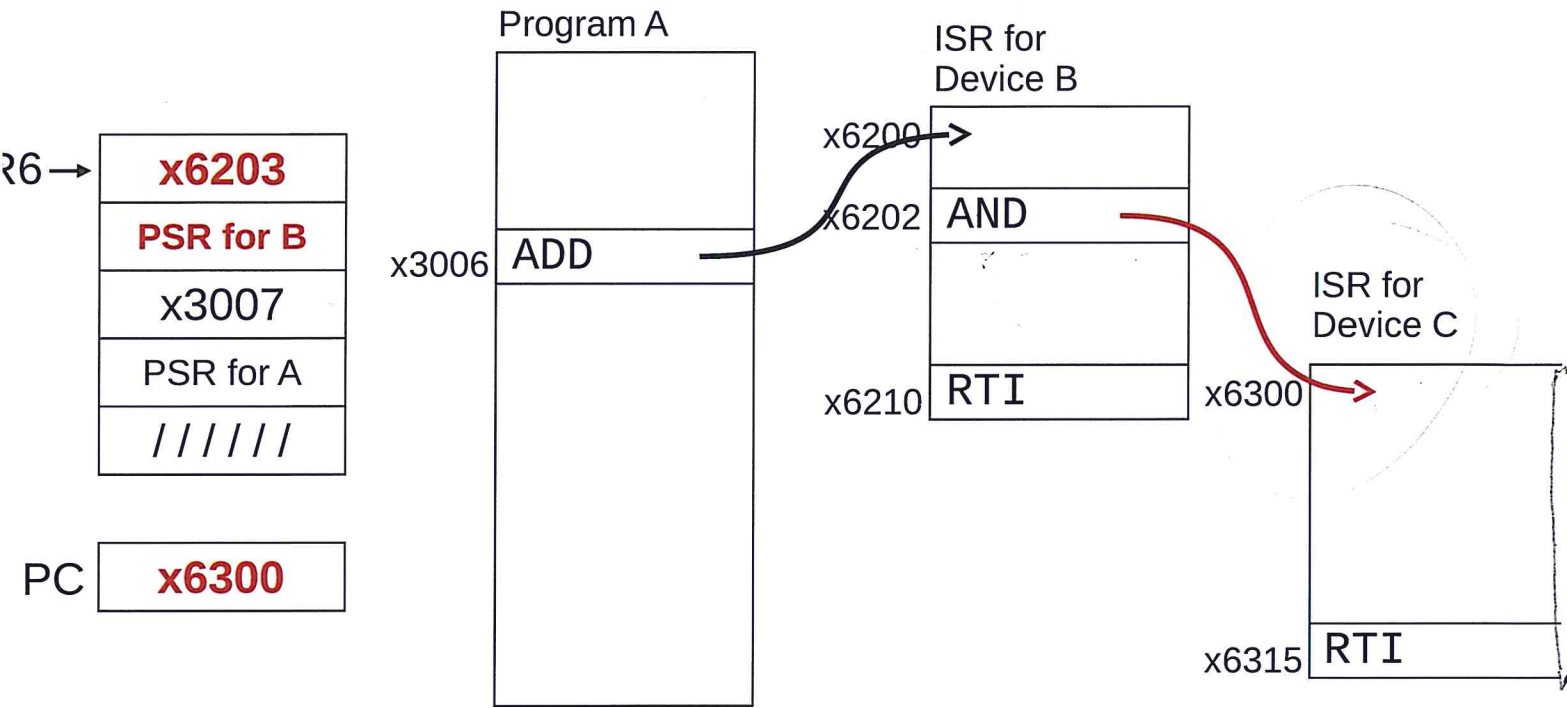 Program A
ISR for
Device B
x6200
R6
x6203
x6202
AND
PSR for B
x3006
ADD
x3007
ISR for
Device C
PSR for A
x6210
RTI
x6300
//////
PC
x6300
x6315
RTI